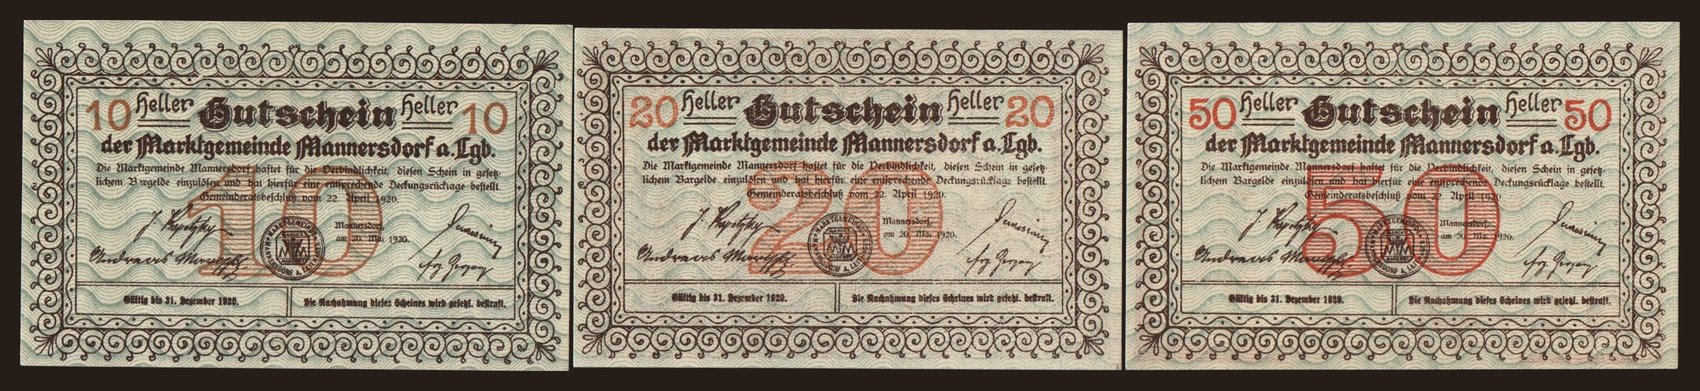 10 Heller Gutschein Heller 10
der Marktgemeinde Mannersdorf a. Lgb.
Die Marktgemeinde Mannersdorf haftet für die Verbindlichkeit, diesen Schein in gesetz-
lichem Bargelde einzulösen und hat hierfür eine entsprechende Deckungsrücklage bestellt.
Gemeinderatsbeschluß vom 22. April 1920.
10
Mannersdorf,
am 20. Mai 1920.
Andreas
Gültig bis 31. Dezember 1920.
Die Nachahmung dieses Scheines wird gesetzl. bestraft.
20 Heller Gutschein Heller 20
der Marktgemeinde Mannersdorf a. Lgb.
Die Marktgemeinde Mannersdorf haftet für die Verbindlichkeit, diesen Schein in gesetz-
lichem Bargelde einzulösen und hat hierfür eine entsprechende Deckungsrücklage bestellt.
Gemeinderatsbeschluß vom 22. April 1920.
20
Mannersdorf,
am 20. Mai 1920.
Andreas
Gültig bis 31. Dezember 1920.
Die Nachahmung dieses Scheines wird gesetzl. bestraft.
50 Heller Gutschein Heller 50
der Marktgemeinde Mannersdorf a. Lgb.
Die Marktgemeinde Mannersdorf haftet für die Verbindlichkeit, diesen Schein in gesetz-
lichem Bargelde einzulösen und hat hierfür eine entsprechende Deckungsrücklage bestellt.
Gemeinderatsbeschluß vom 22. April 1920.
50
Mannersdorf,
am 20. Mai 1920.
Andreas
Gültig bis 31. Dezember 1920.
Die Nachahmung dieses Scheines wird gesetzl. bestraft.